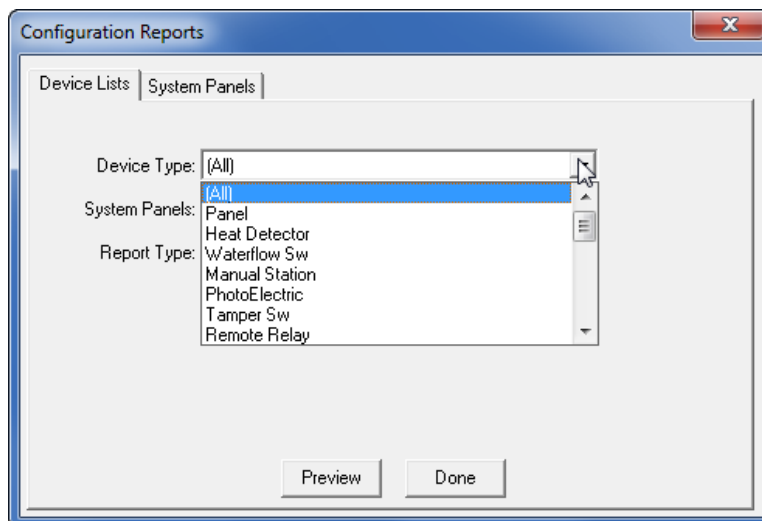 Configuration Reports
Device Lists System Panels
Device Type: (All)
(All)
System Panels: Panel
Heat Detector
Report Type: Waterflow Sw
Manual Station
PhotoElectric
Tamper Sw
Remote Relay
Preview Done